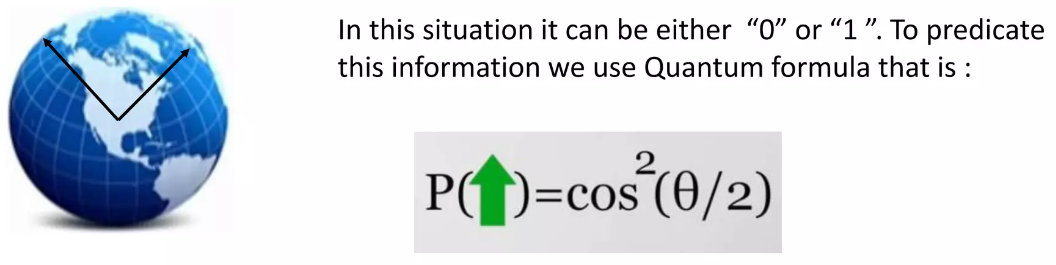 In this situation it can be either “0” or “1 ”. To predicate
this information we use Quantum formula that is :
P(⬆)=cos²(θ/2)